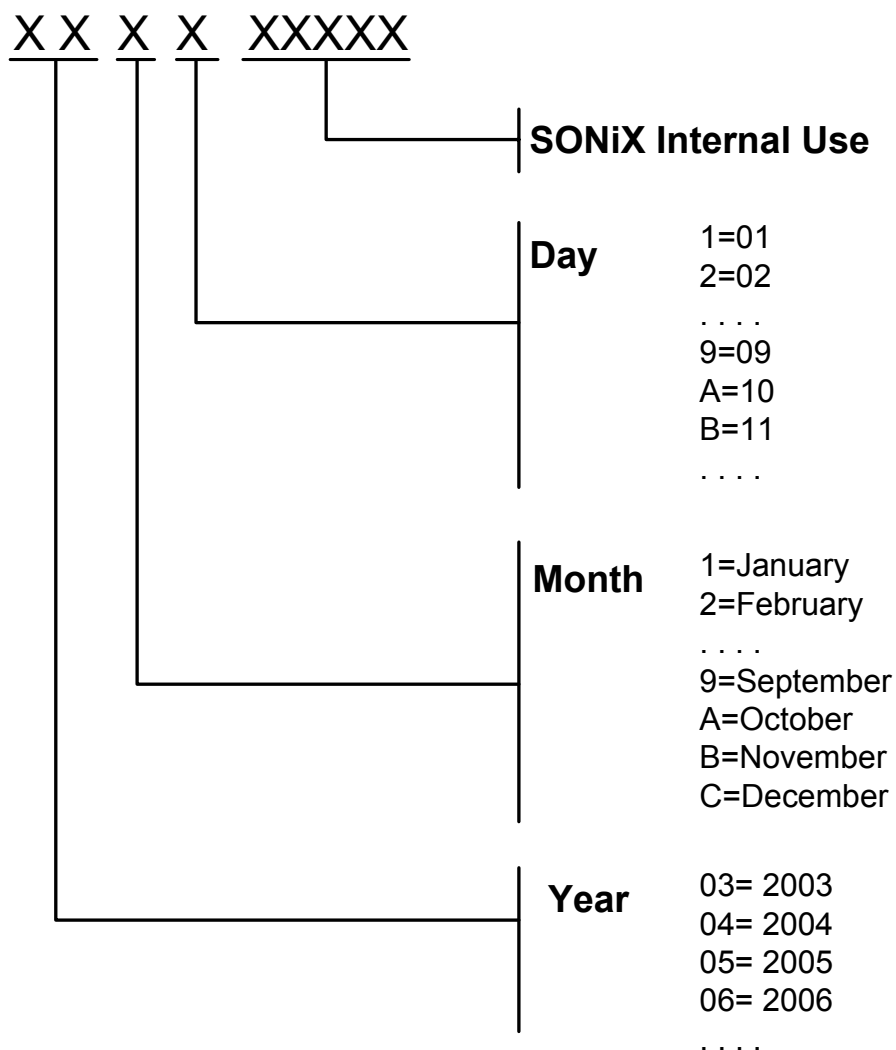 X X X X XXXXX
SONiX Internal Use
Day
1=01
2=02
. . . .
9=09
A=10
B=11
. . . .
Month
1=January
2=February
. . . .
9=September
A=October
B=November
C=December
Year
03= 2003
04= 2004
05= 2005
06= 2006
. . . .